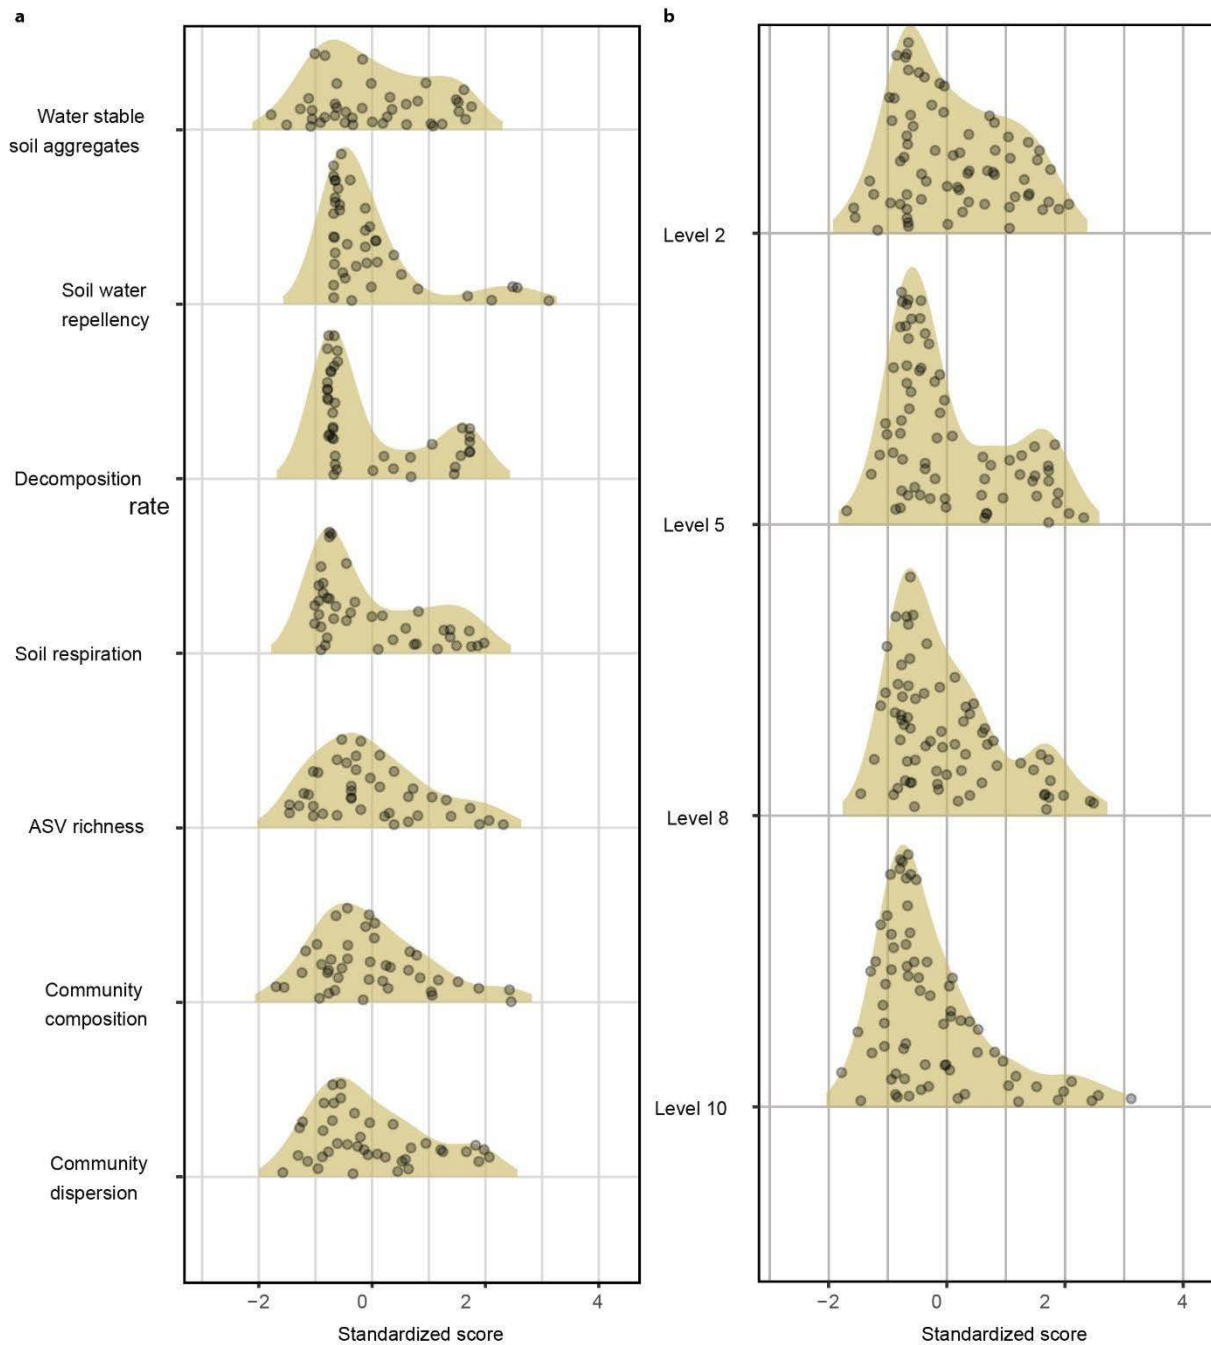 a
Water stable
soil aggregates
Soil water
repellency
Decomposition
rate
Soil respiration
ASV richness
Community
composition
Community
dispersion
−2 0 2 4
Standardized score
b
Level 2
Level 5
Level 8
Level 10
−2 0 2 4
Standardized score